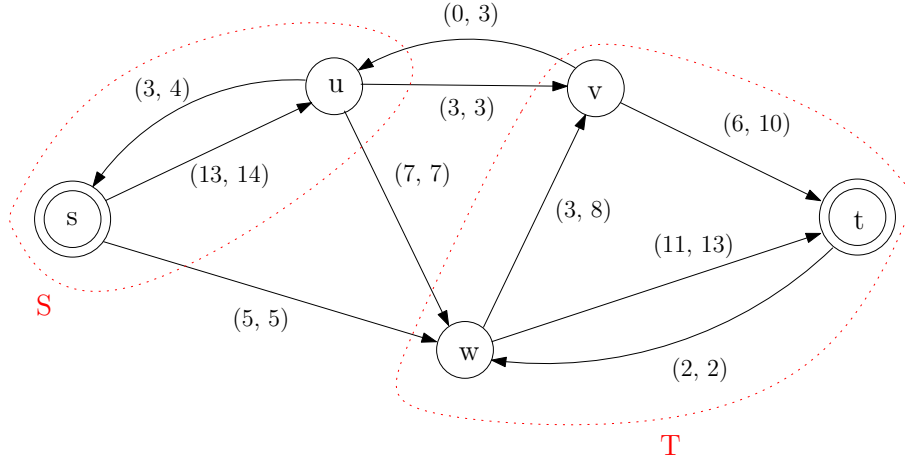 (0, 3)
(3, 4)
u
(3, 3)
v
(6, 10)
(13, 14)
(7, 7)
(3, 8)
s
t
(11, 13)
S
(5, 5)
w
(2, 2)
T